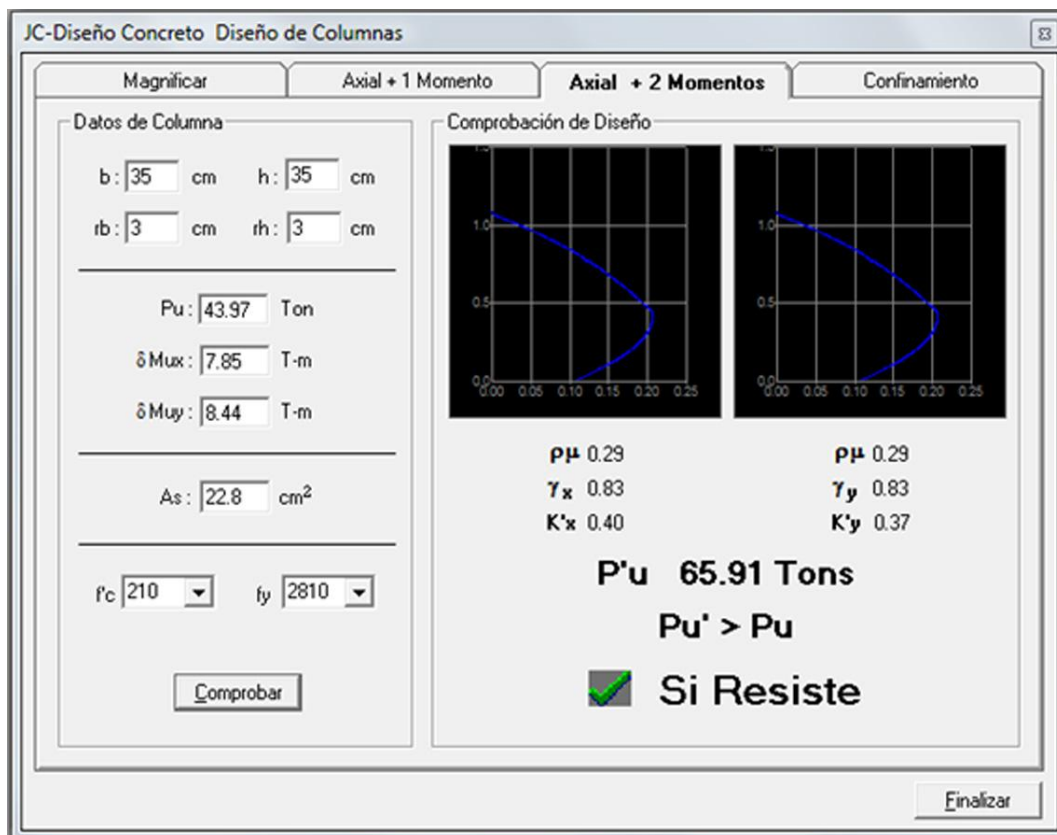 JC-Diseño Concreto Diseño de Columnas
Magnificar
Axial + 1 Momento
Axial + 2 Momentos
Confinamiento
Datos de Columna
b: 35 cm h: 35 cm
rb: 3 cm rh: 3 cm
Pu: 43.97 Ton
δMux: 7.85 T-m
δMuy: 8.44 T-m
As: 22.8 cm²
f'c 210 fy 2810
Comprobar
Comprobación de Diseño
1.0
0.5
0.0
0.00 0.05 0.10 0.15 0.20 0.25
1.0
0.5
0.0
0.00 0.05 0.10 0.15 0.20 0.25
ρμ 0.29
γx 0.83
K'x 0.40
ρμ 0.29
γy 0.83
K'y 0.37
P'u 65.91 Tons
Pu' > Pu
Si Resiste
Finalizar